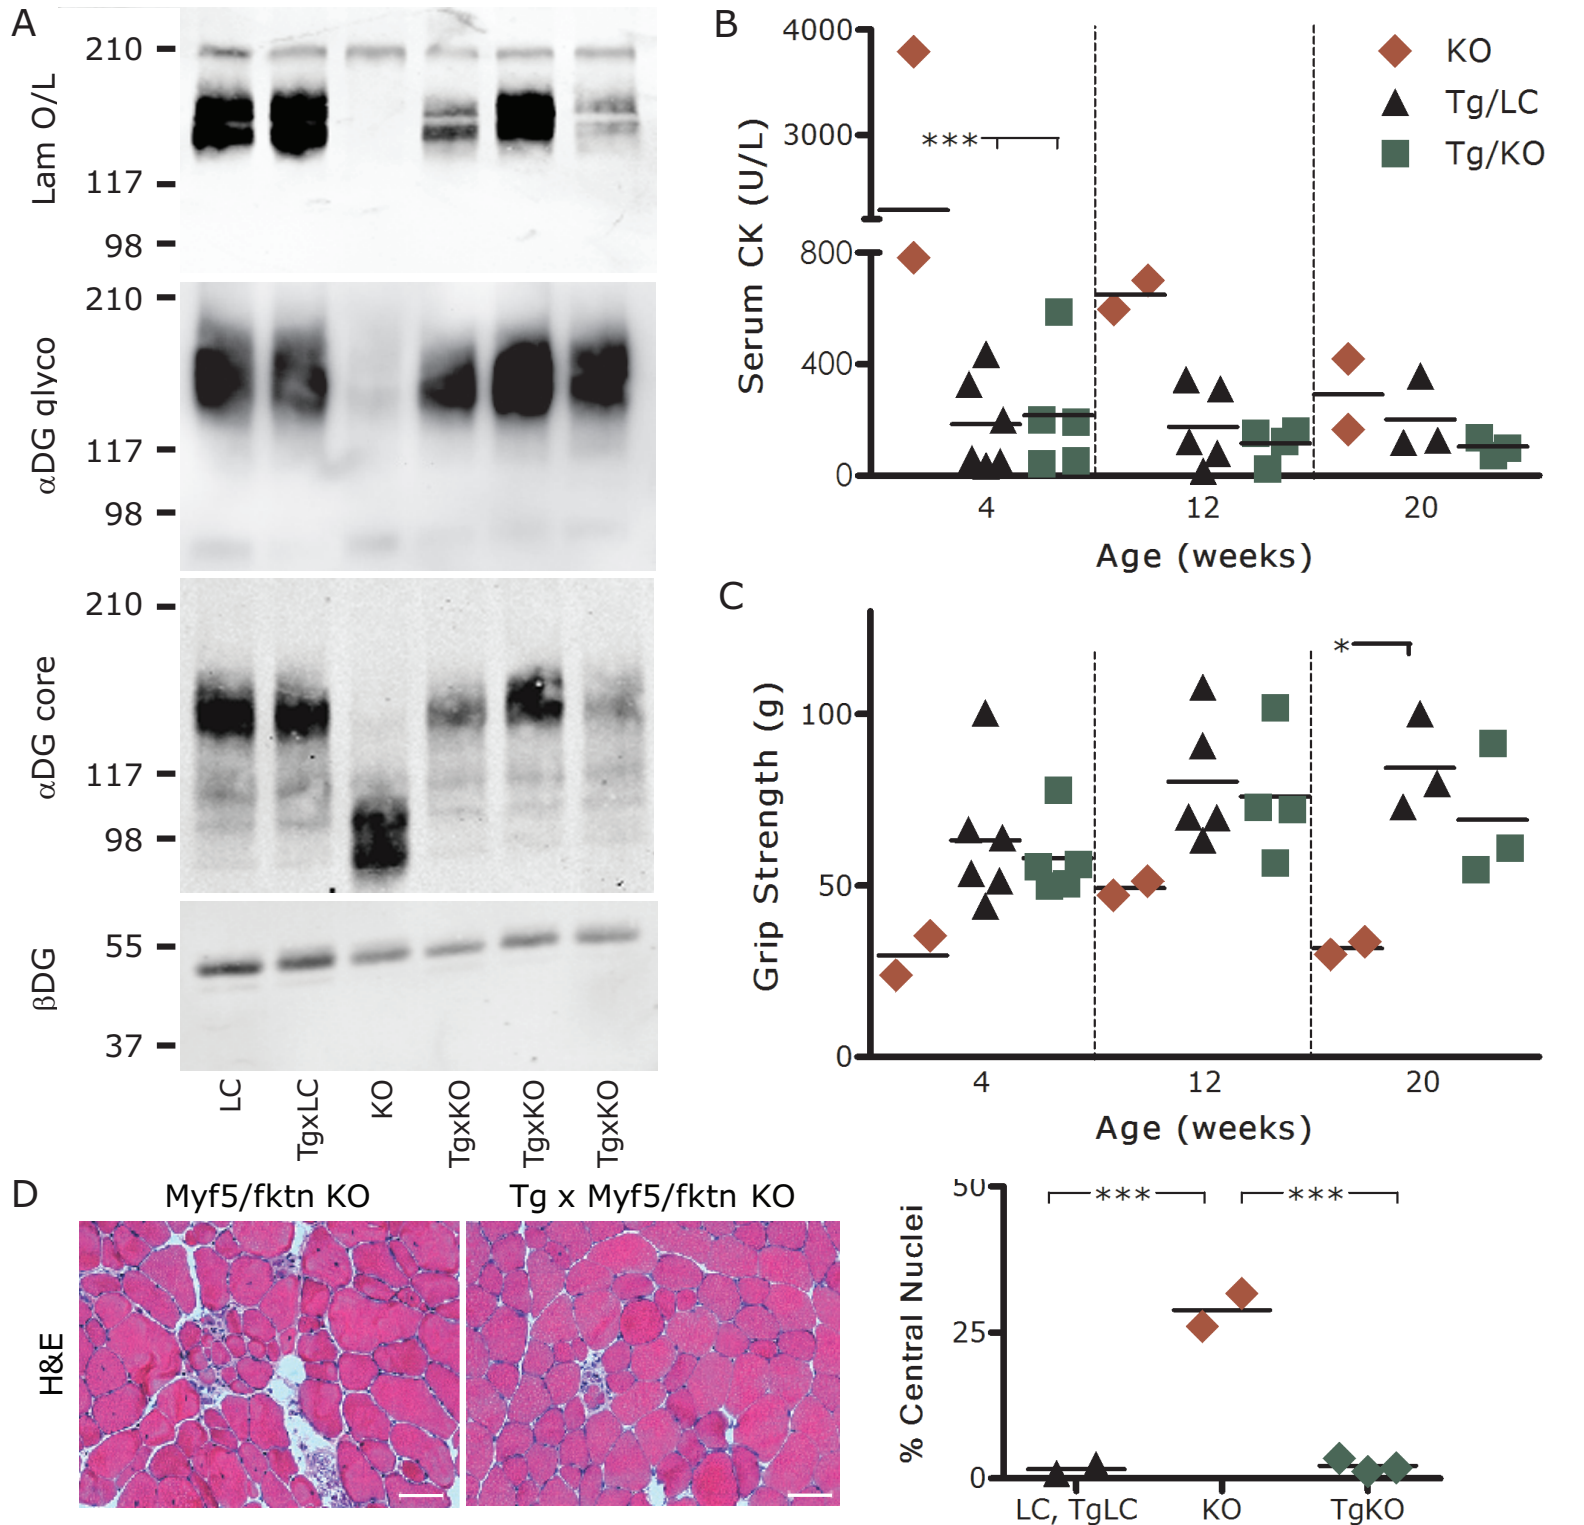 A
Lam O/L
210
117
98
αDG glyco
210
117
98
αDG core
210
117
98
βDG
55
37
LC
TgxLC
KO
TgxKO
TgxKO
TgxKO
B
Serum CK (U/L)
4000
3000
800
400
0
***
KO
Tg/LC
Tg/KO
4 12 20
Age (weeks)
C
Grip Strength (g)
100
50
0
*
4 12 20
Age (weeks)
D
Myf5/fktn KO
Tg x Myf5/fktn KO
H&E
% Central Nuclei
50
25
0
*** ***
LC, TgLC KO TgKO